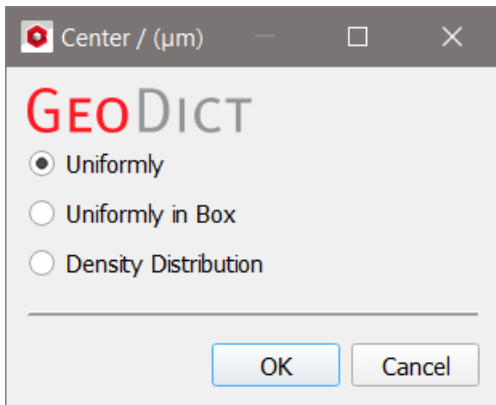 Center / (µm)
GEODICT
Uniformly
Uniformly in Box
Density Distribution
OK
Cancel